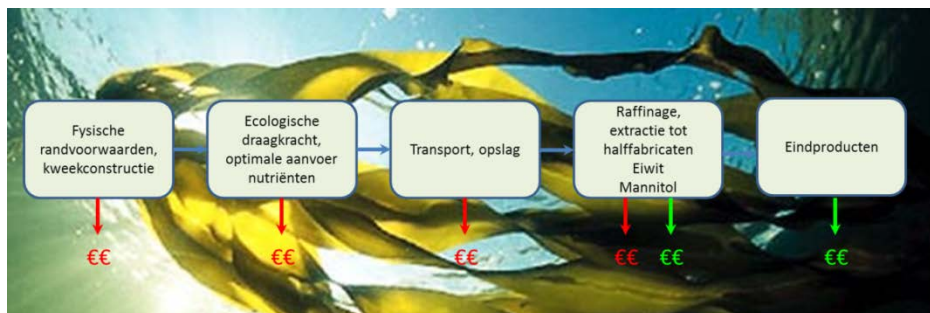 Fysische
randvoorwaarden,
kweekconstructie
Ecologische
draagkracht,
optimale aanvoer
nutriënten
Transport, opslag
Raffinage,
extractie tot
halffabricaten
Eiwit
Mannitol
Eindproducten
€€
€€
€€
€€
€€
€€